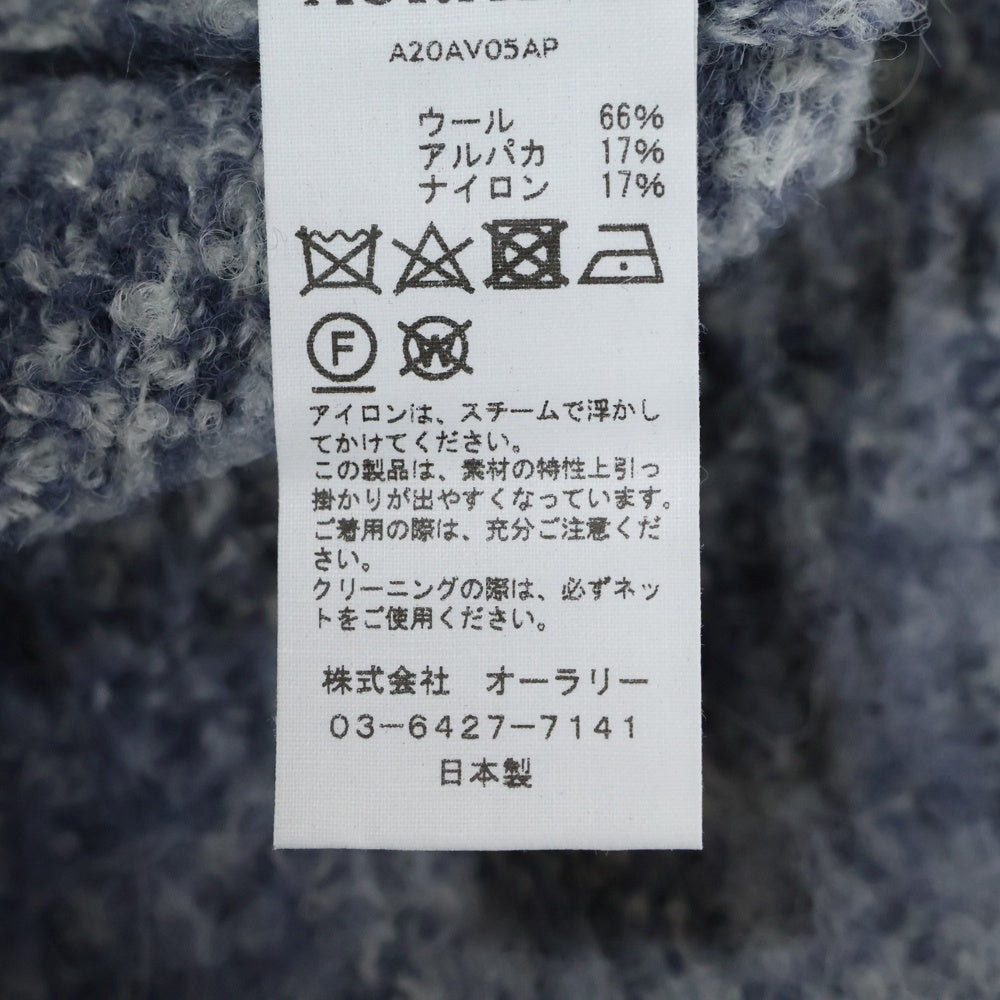 A20AV05AP
ウール 66%
アルパカ 17%
ナイロン 17%
F
W
アイロンは、スチームで浮かし
てかけてください。
この製品は、素材の特性上引っ
掛かりが出やすくなっています。
ご着用の際は、充分ご注意くだ
さい。
クリーニングの際は、必ずネッ
トをご使用ください。
株式会社 オーラリー
03-6427-7141
日本製